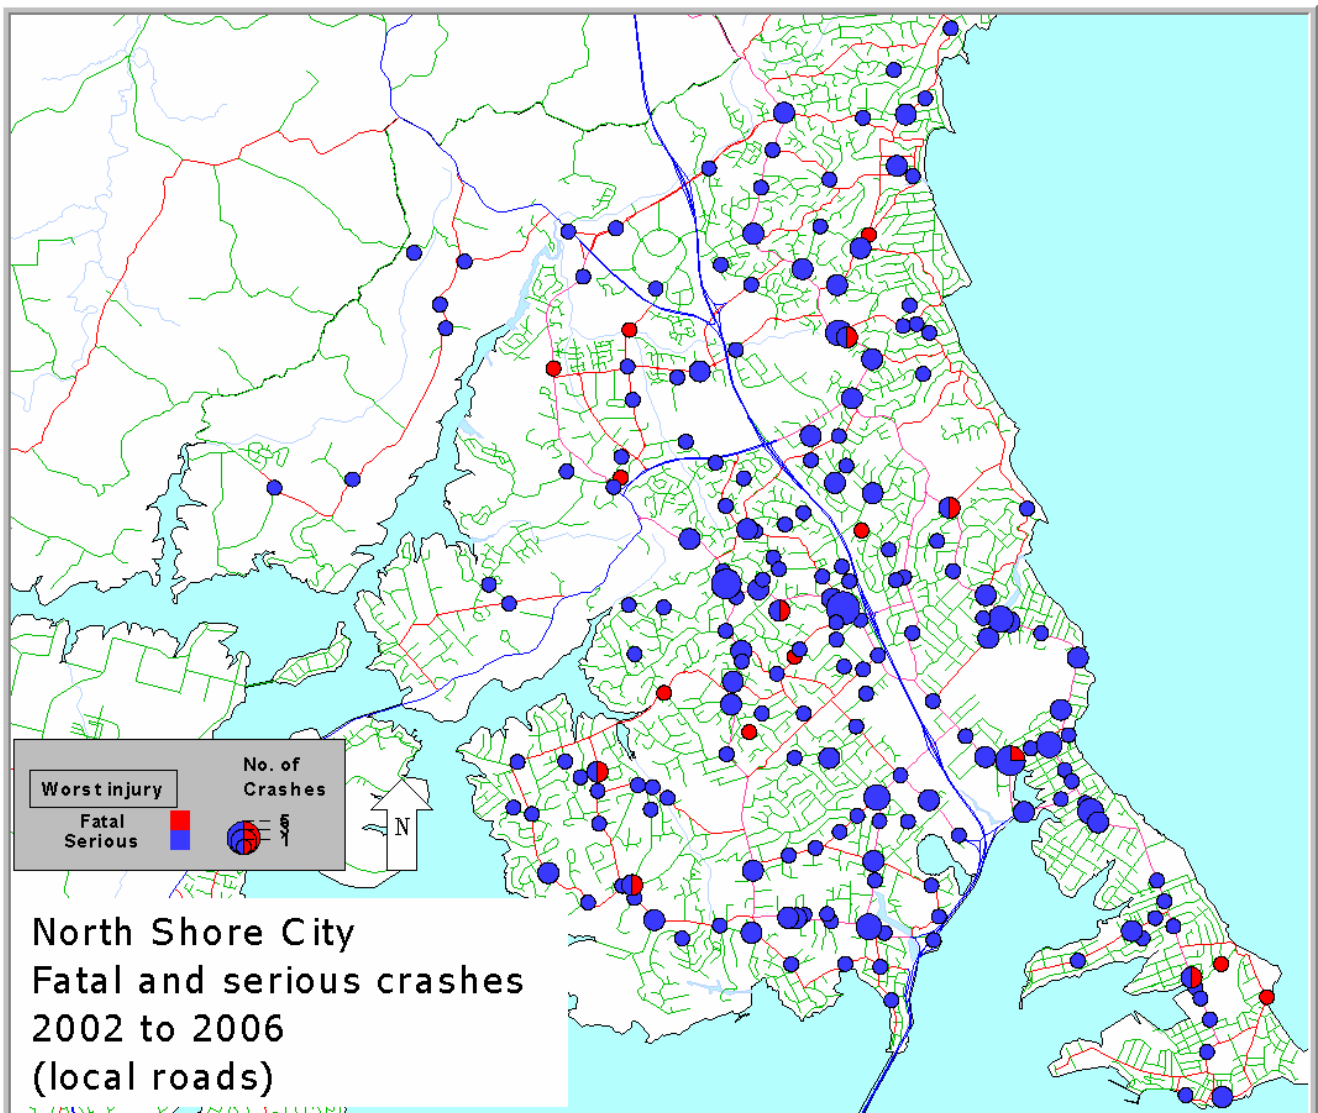 No. of
Crashes
Worst injury
Fatal
Serious
N
North Shore City
Fatal and serious crashes
2002 to 2006
(local roads)